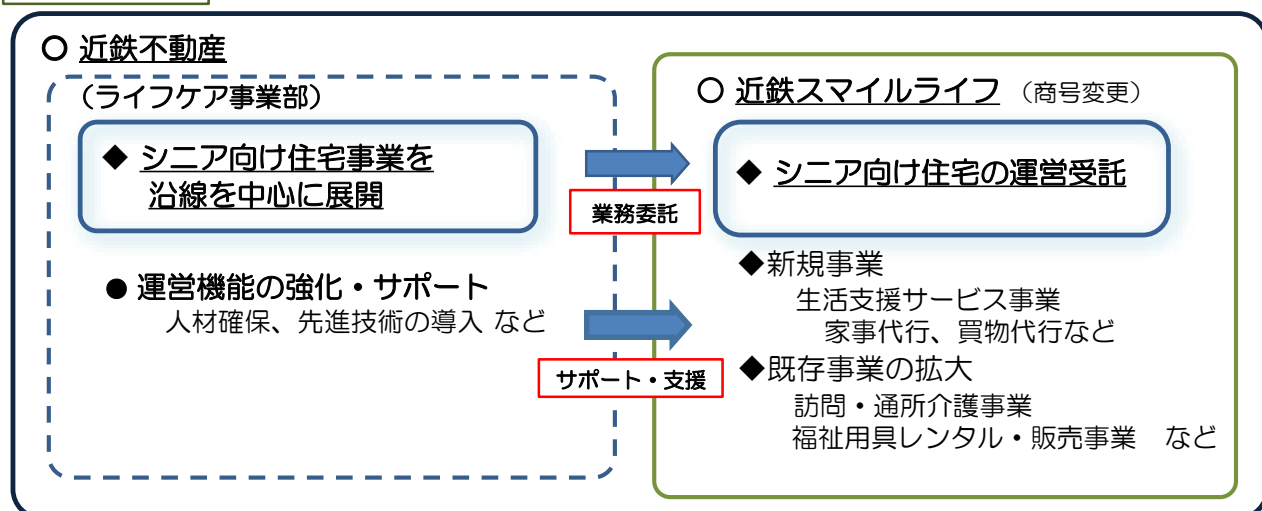 〇 近鉄不動産
（ライフケア事業部）
◆ シニア向け住宅事業を
沿線を中心に展開
● 運営機能の強化・サポート
人材確保、先進技術の導入 など
業務委託
サポート・支援
〇 近鉄スマイルライフ （商号変更）
◆ シニア向け住宅の運営受託
◆新規事業
生活支援サービス事業
家事代行、買物代行など
◆既存事業の拡大
訪問・通所介護事業
福祉用具レンタル・販売事業 など